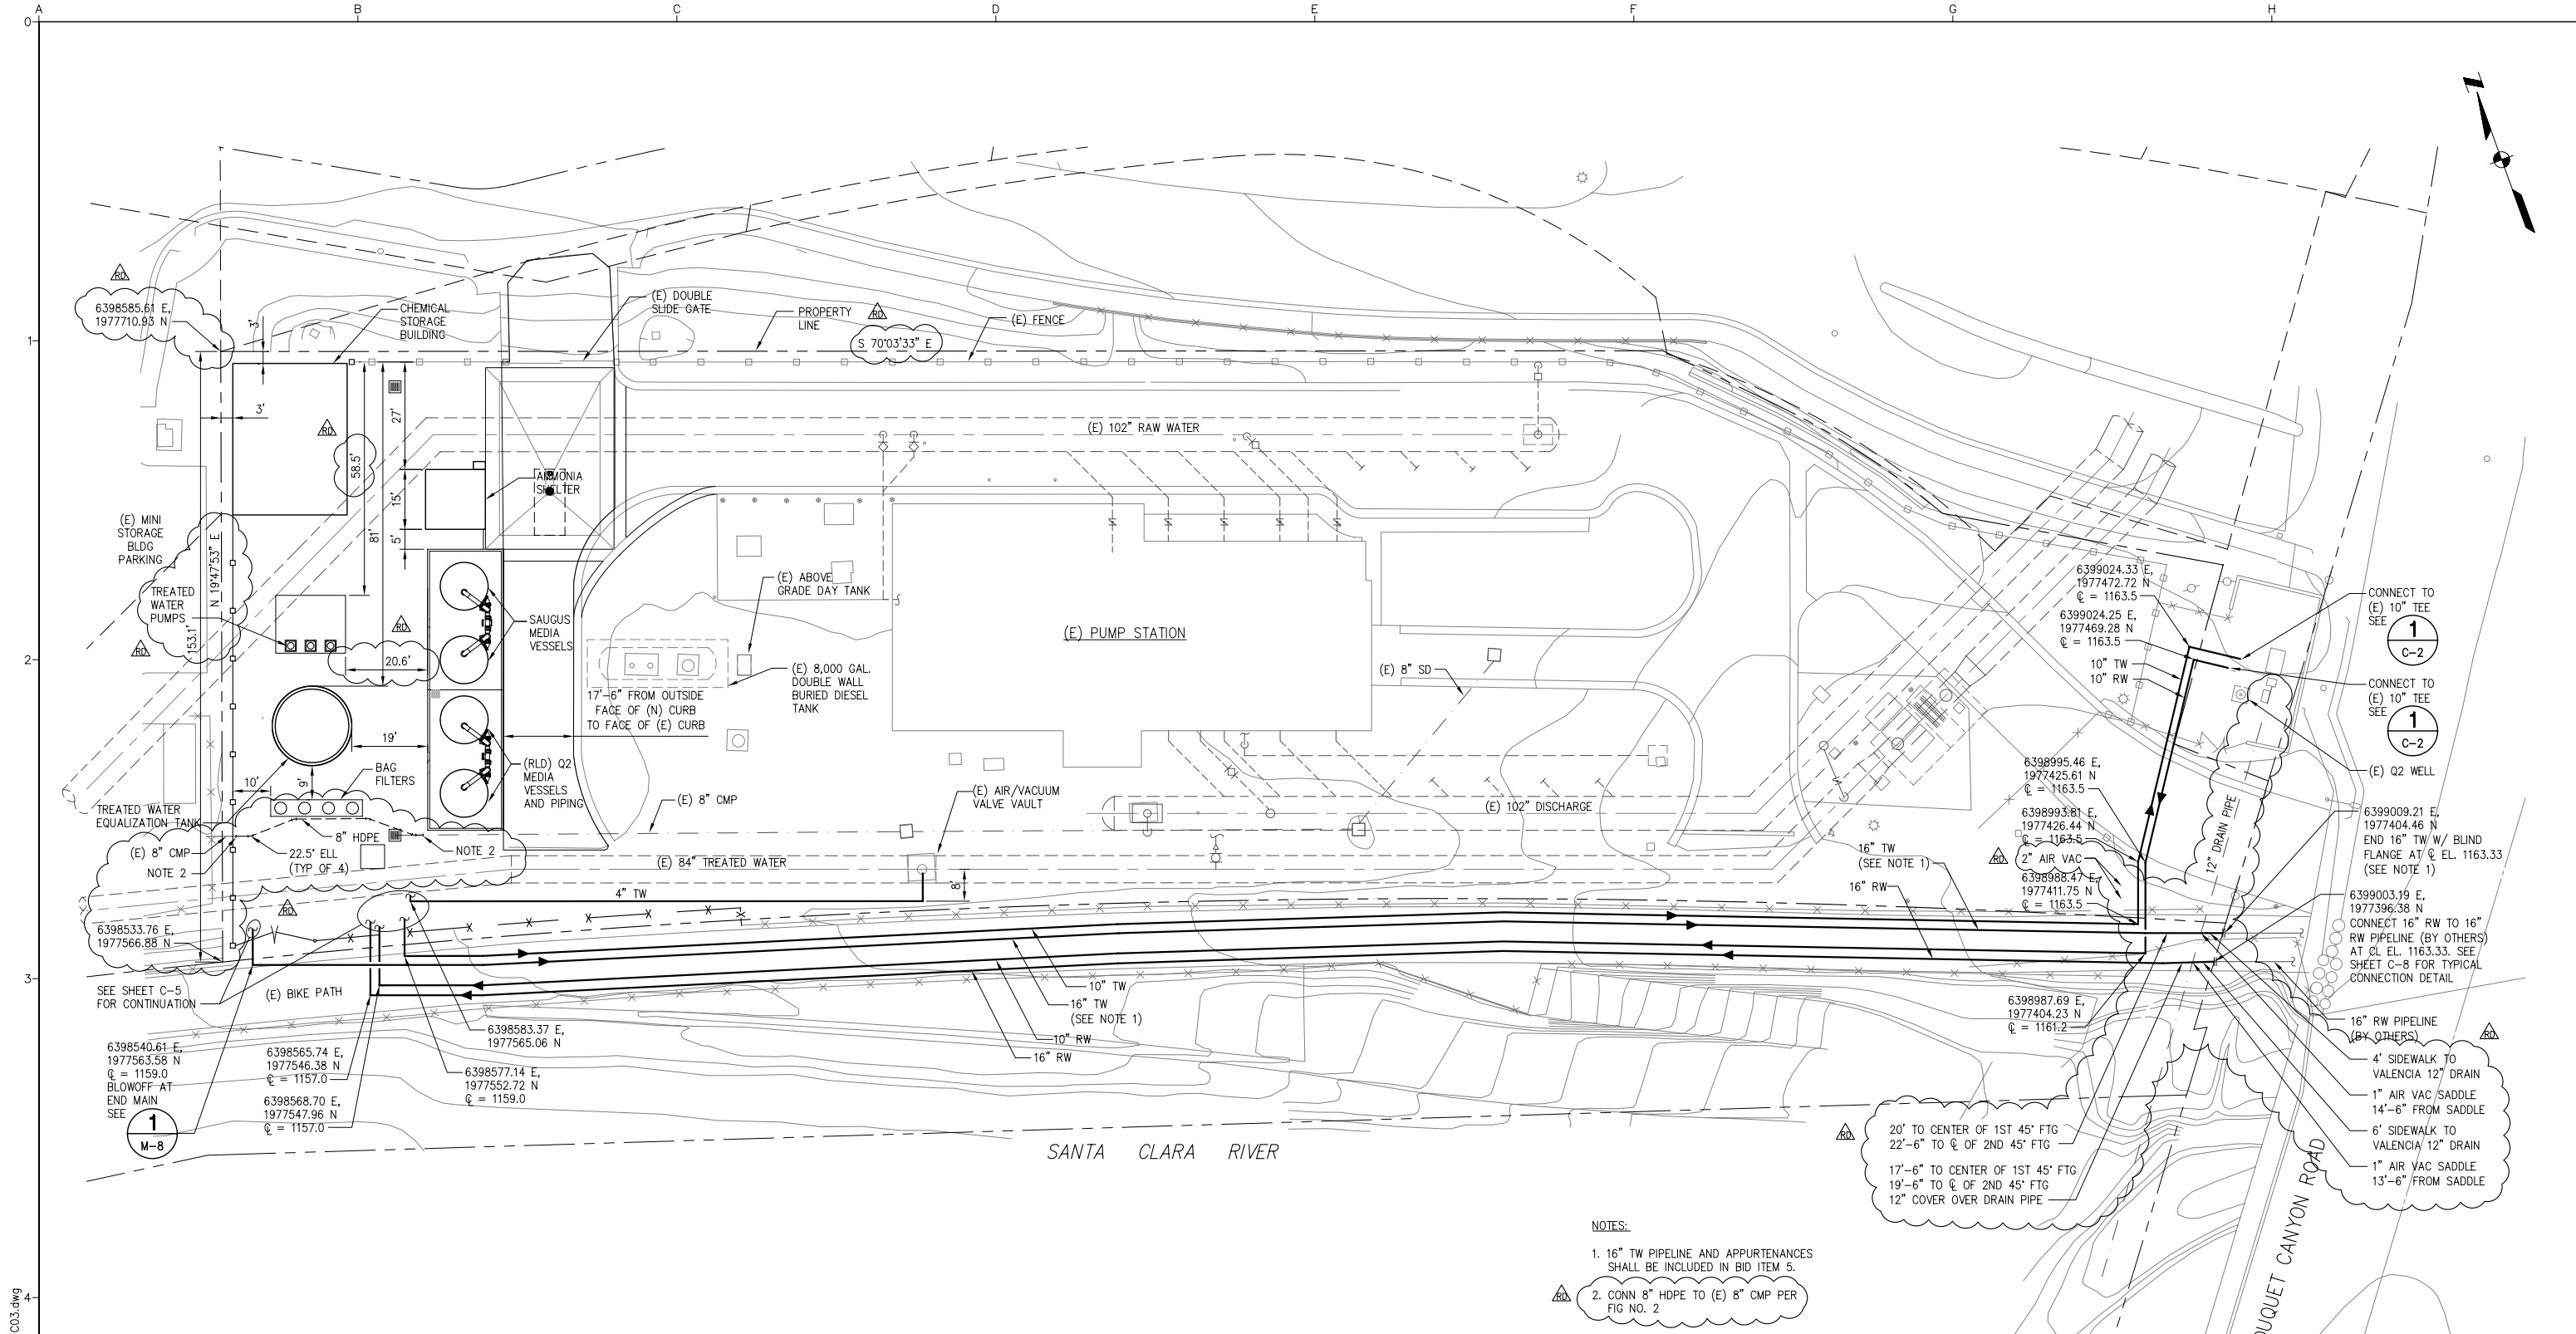 A
B
C
D
E
F
G
H
0
1
2
3
4
C03.dwg
RD
6398585.61 E,
1977710.93 N
3'
CHEMICAL
STORAGE
BUILDING
(E) DOUBLE
SLIDE GATE
PROPERTY
LINE
RD
S 70°03'33" E
(E) FENCE
3'
RD
58.5'
27'
81'
15'
5'
AMMONIA
SHELTER
(E) 102" RAW WATER
(E) MINI
STORAGE
BLDG
PARKING
N 19°47'53" E
153.1'
TREATED
WATER
PUMPS
RD
RD
20.6'
SAUGUS
MEDIA
VESSELS
(E) ABOVE
GRADE DAY TANK
(E) 8,000 GAL.
DOUBLE WALL
BURIED DIESEL
TANK
17'-6" FROM OUTSIDE
FACE OF (N) CURB
TO FACE OF (E) CURB
(E) PUMP STATION
(E) 8" SD
19'
10'
9'
BAG
FILTERS
(RLD) Q2
MEDIA
VESSELS
AND PIPING
(E) 8" CMP
(E) AIR/VACUUM
VALVE VAULT
(E) 102" DISCHARGE
TREATED WATER
EQUALIZATION TANK
8" HDPE
(E) 8" CMP
22.5° ELL
(TYP OF 4)
NOTE 2
NOTE 2
(E) 84" TREATED WATER
8'
4" TW
RD
6398533.76 E,
1977566.88 N
SEE SHEET C-5
FOR CONTINUATION
(E) BIKE PATH
6398540.61 E,
1977563.58 N
℄ = 1159.0
BLOWOFF AT
END MAIN
SEE
1
M-8
6398565.74 E,
1977546.38 N
℄ = 1157.0
6398568.70 E,
1977547.96 N
℄ = 1157.0
6398583.37 E,
1977565.06 N
6398577.14 E,
1977552.72 N
℄ = 1159.0
10" TW
16" TW
(SEE NOTE 1)
10" RW
16" RW
16" TW
(SEE NOTE 1)
16" RW
6399024.33 E,
1977472.72 N
℄ = 1163.5
6399024.25 E,
1977469.28 N
℄ = 1163.5
10" TW
10" RW
CONNECT TO
(E) 10" TEE
SEE
1
C-2
CONNECT TO
(E) 10" TEE
SEE
1
C-2
(E) Q2 WELL
12" DRAIN PIPE
6398995.46 E,
1977425.61 N
℄ = 1163.5
6398993.81 E,
1977426.44 N
℄ = 1163.5
RD
2" AIR VAC
6398988.47 E,
1977411.75 N
℄ = 1163.5
6399009.21 E,
1977404.46 N
END 16" TW W/ BLIND
FLANGE AT ℄ EL. 1163.33
(SEE NOTE 1)
6399003.19 E,
1977396.38 N
CONNECT 16" RW TO 16"
RW PIPELINE (BY OTHERS)
AT CL EL. 1163.33. SEE
SHEET C-8 FOR TYPICAL
CONNECTION DETAIL
6398987.69 E,
1977404.23 N
℄ = 1161.2
16" RW PIPELINE
(BY OTHERS)
RD
4' SIDEWALK TO
VALENCIA 12" DRAIN
1" AIR VAC SADDLE
14'-6" FROM SADDLE
6' SIDEWALK TO
VALENCIA 12" DRAIN
1" AIR VAC SADDLE
13'-6" FROM SADDLE
RD
20' TO CENTER OF 1ST 45° FTG
22'-6" TO ℄ OF 2ND 45° FTG
17'-6" TO CENTER OF 1ST 45° FTG
19'-6" TO ℄ OF 2ND 45° FTG
12" COVER OVER DRAIN PIPE
SANTA CLARA RIVER
OUQUET CANYON ROAD
NOTES:
1. 16" TW PIPELINE AND APPURTENANCES
SHALL BE INCLUDED IN BID ITEM 5.
RD
2. CONN 8" HDPE TO (E) 8" CMP PER
FIG NO. 2